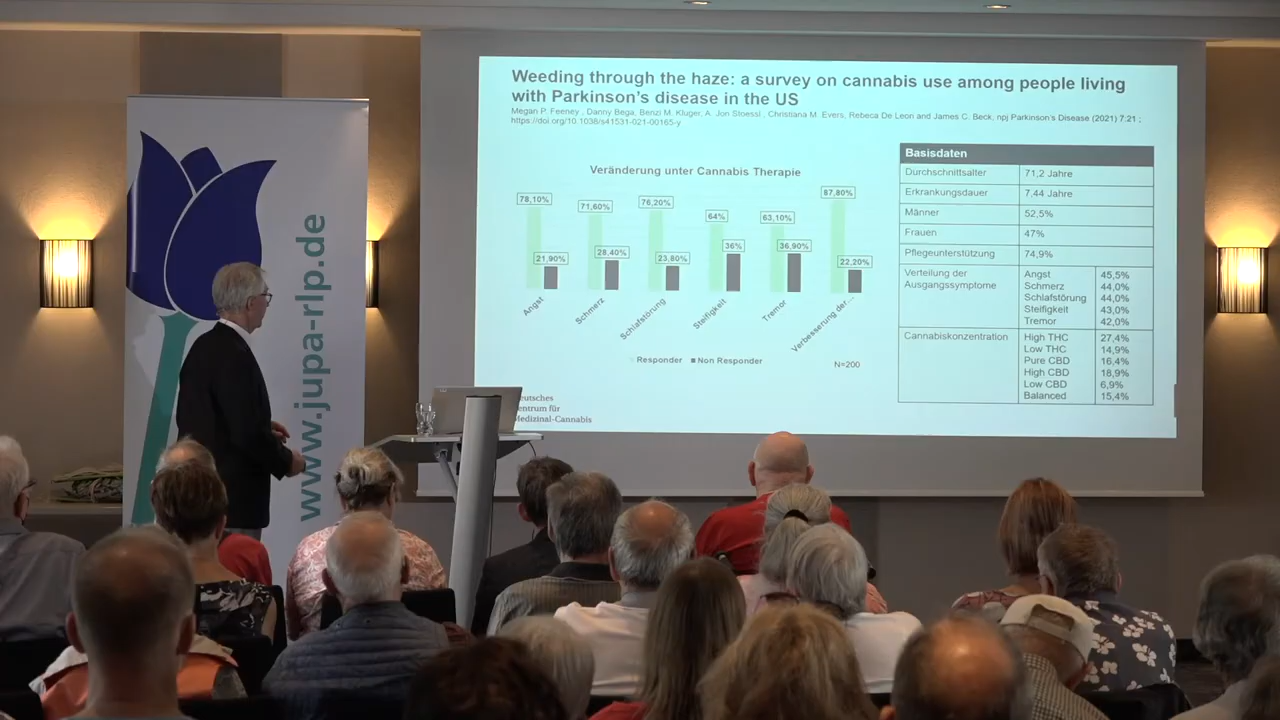 Weeding through the haze: a survey on cannabis use among people living
with Parkinson's disease in the US
Megan P. Feeney , Danny Bega, Benzi M. Kluger, A. Jon Stoessl , Christiana M. Evers, Rebeca De Leon and James C. Beck, npj Parkinson's Disease (2021) 7:21 ;
https://doi.org/10.1038/s41531-021-00165-y
Veränderung unter Cannabis Therapie
78,10%
21,90%
71,60%
28,40%
76,20%
23,80%
64%
36%
63,10%
36,90%
87,80%
22,20%
Angst
Schmerz
Schlafstörung
Steifigkeit
Tremor
Verbesserung der...
Responder Non Responder
N=200
Basisdaten
Durchschnittsalter 71,2 Jahre
Erkrankungsdauer 7.44 Jahre
Männer 52,5%
Frauen 47%
Pflegeunterstützung 74,9%
Verteilung der
Ausgangssymptome
Angst 45,5%
Schmerz 44,0%
Schlafstörung 44,0%
Steifigkeit 43,0%
Tremor 42,0%
Cannabiskonzentration
High THC 27,4%
Low THC 14,9%
Pure CBD 16,4%
High CBD 18,9%
Low CBD 6,9%
Balanced 15,4%
eutsches
entrum für
Medizinal-Cannabis
www.jupa-rlp.de